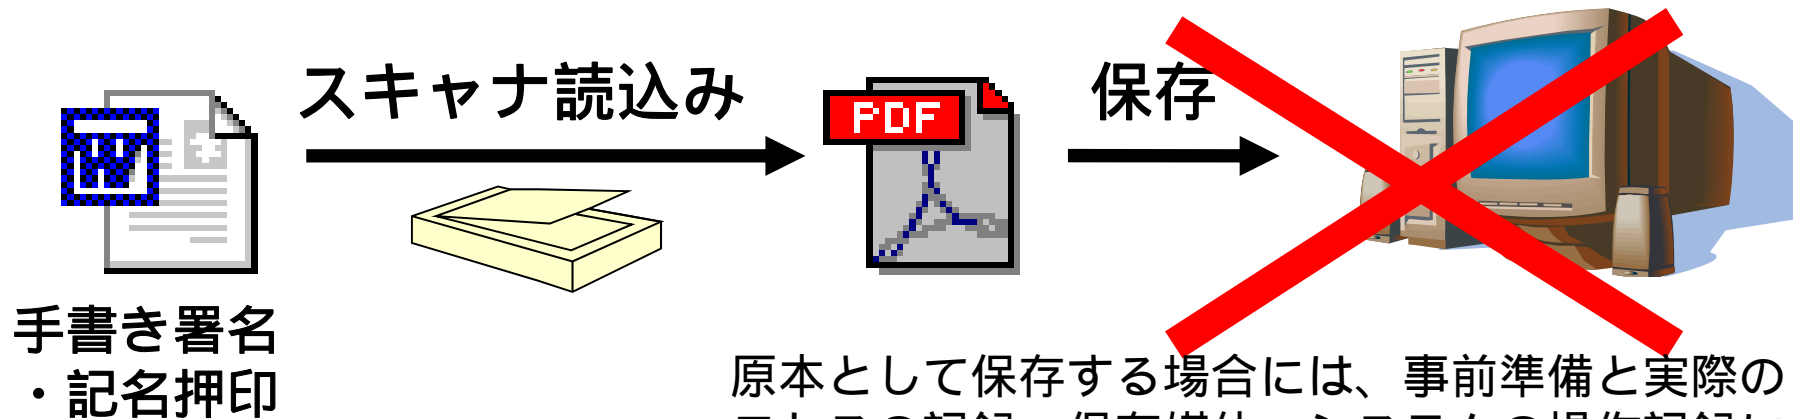 スキャナ読込み
保存
PDF
手書き署名
・記名押印
原本として保存する場合には、事前準備と実際の